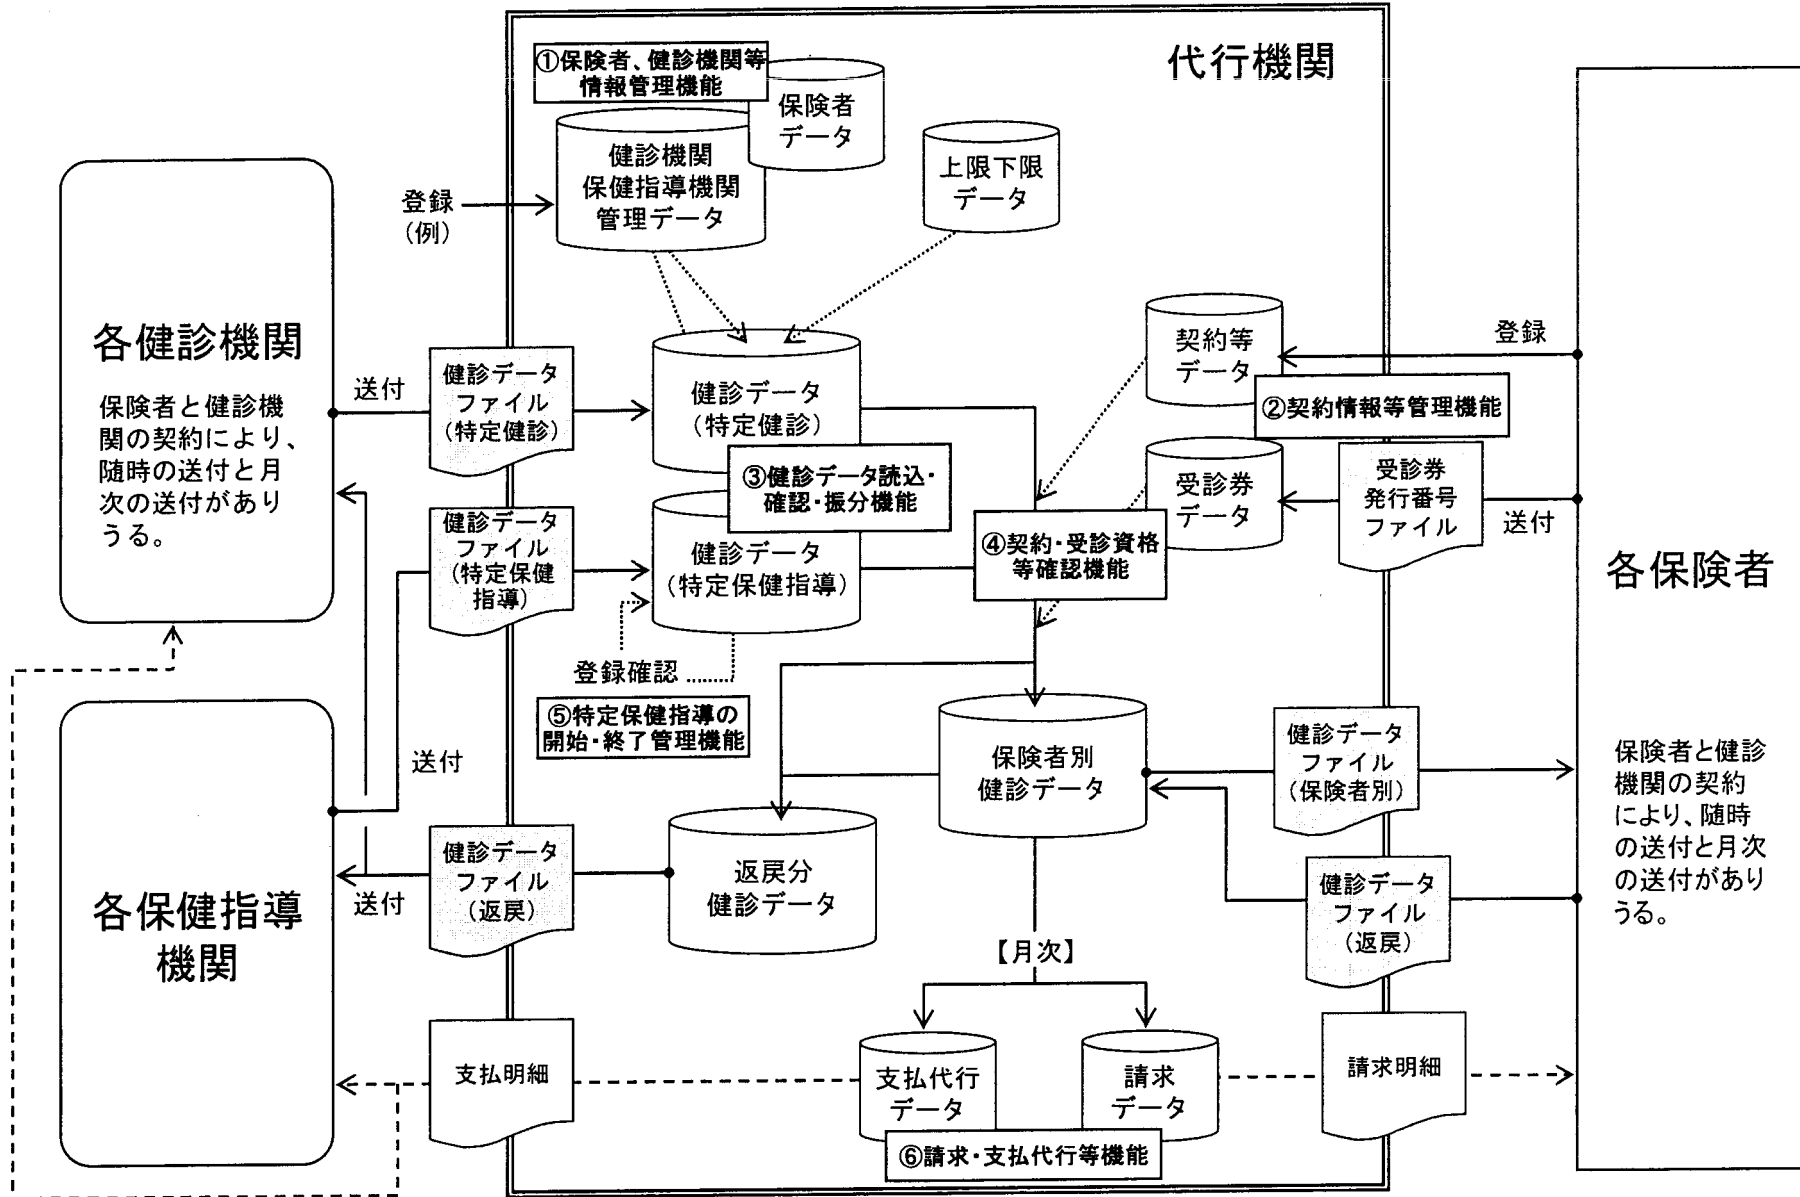 代行機関
①保険者、健診機関等
情報管理機能
保険者
データ
健診機関
保健指導機関
管理データ
上限下限
データ
登録
(例)
各健診機関
保険者と健診機
関の契約により、
随時の送付と月
次の送付があり
うる。
送付
健診データ
ファイル
(特定健診)
健診データ
(特定健診)
契約等
データ
登録
②契約情報等管理機能
③健診データ読込・
確認・振分機能
受診券
データ
受診券
発行番号
ファイル
送付
健診データ
ファイル
(特定保健
指導)
健診データ
(特定保健指導)
④契約・受診資格
等確認機能
各保険者
登録確認
⑤特定保健指導の
開始・終了管理機能
送付
保険者別
健診データ
健診データ
ファイル
(保険者別)
保険者と健診
機関の契約
により、随時
の送付と月次
の送付があり
うる。
各保健指導
機関
送付
健診データ
ファイル
(返戻)
返戻分
健診データ
健診データ
ファイル
(返戻)
【月次】
支払明細
支払代行
データ
請求
データ
請求明細
⑥請求・支払代行等機能